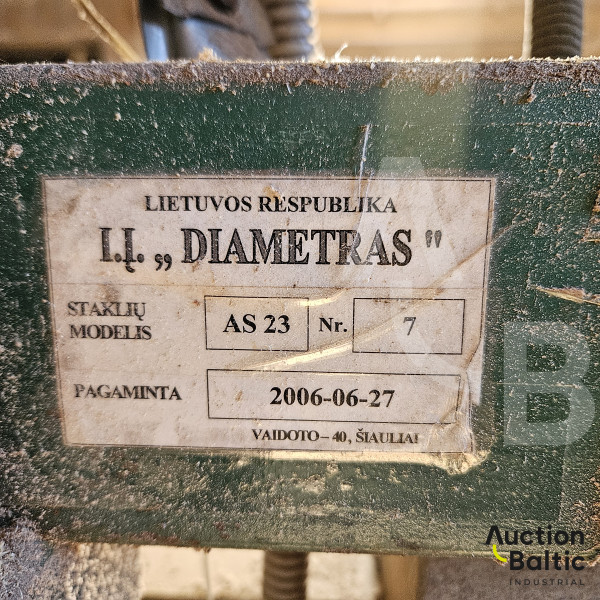 LIETUVOS RESPUBLIKA
I.Į. „ DIAMETRAS "
STAKLIŲ MODELIS AS 23 Nr. 7
PAGAMINTA 2006-06-27
VAIDOTO–40, ŠIAULIAI
AB
Auction
Baltic
INDUSTRIAL